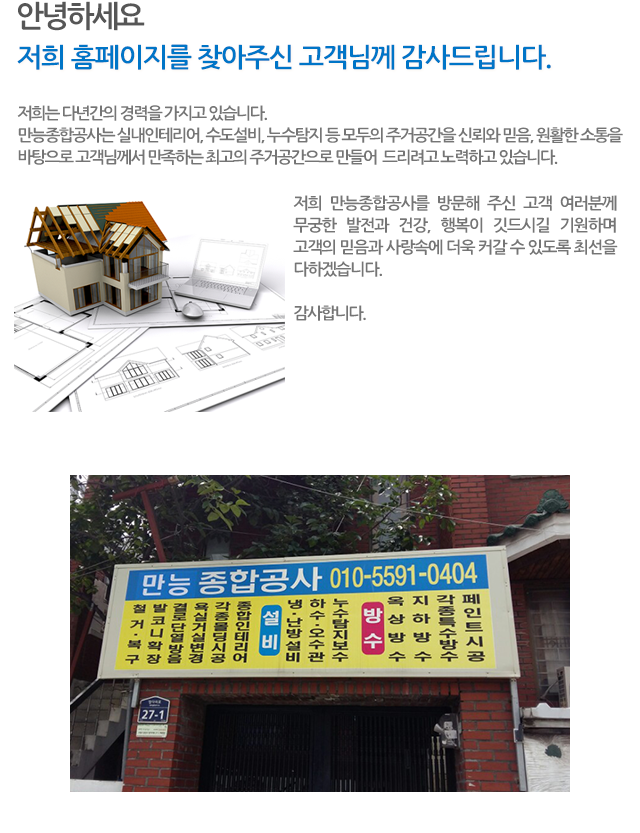 안녕하세요
저희 홈페이지를 찾아주신 고객님께 감사드립니다.
저희는 다년간의 경력을 가지고 있습니다.
만능종합공사는 실내인테리어, 수도설비, 누수탐지 등 모두의 주거공간을 신뢰와 믿음, 원활한 소통을
바탕으로 고객님께서 만족하는 최고의 주거공간으로 만들어 드리려고 노력하고 있습니다.
저희 만능종합공사를 방문해 주신 고객 여러분께
무궁한 발전과 건강, 행복이 깃드시길 기원하며
고객의 믿음과 사랑속에 더욱 커갈 수 있도록 최선을
다하겠습니다.
감사합니다.
만능 종합공사 010-5591-0404
철거·복구
발코니확장
결로단열방음
욕실거실변경
각종몰딩시공
종합인테리어
설비
냉·난방설비
하수·오수관
누수탐지보수
방수
옥상방수
지하방수
각종특수방수
페인트시공
27-1